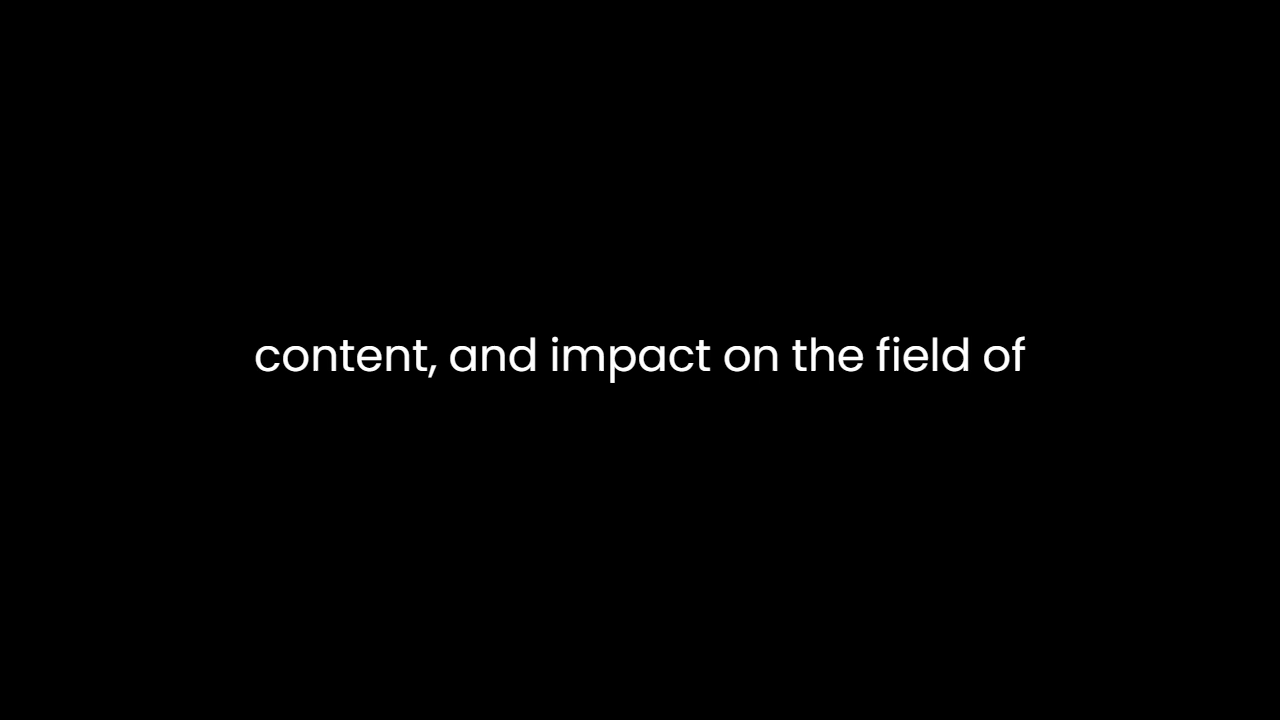 content, and impact on the field of